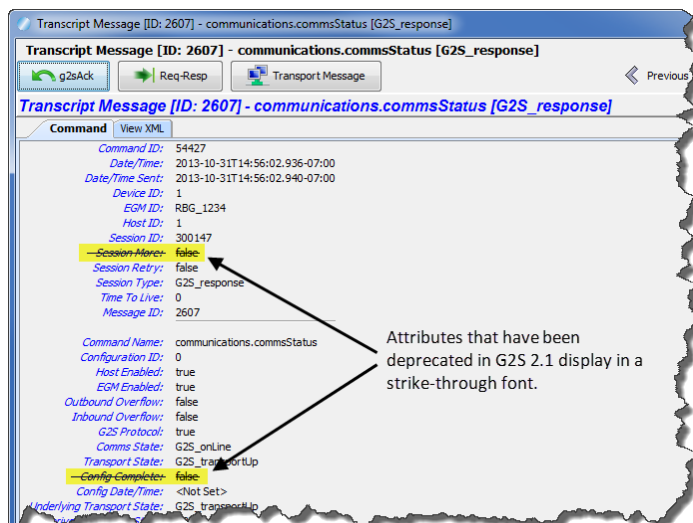 Transcript Message [ID: 2607] - communications.commsStatus [G2S_response]
Transcript Message [ID: 2607] - communications.commsStatus [G2S_response]
g2sAck Req-Resp Transport Message Previous
Transcript Message [ID: 2607] - communications.commsStatus [G2S_response]
Command View XML
Command ID: 54427
Date/Time: 2013-10-31T14:56:02.936-07:00
Date/Time Sent: 2013-10-31T14:56:02.940-07:00
Device ID: 1
EGM ID: RBG_1234
Host ID: 1
Session ID: 300147
Session More: false
Session Retry: false
Session Type: G2S_response
Time To Live: 0
Message ID: 2607
Command Name: communications.commsStatus
Configuration ID: 0
Host Enabled: true
EGM Enabled: true
Outbound Overflow: false
Inbound Overflow: false
G2S Protocol: true
Comms State: G2S_onLine
Transport State: G2S_transportUp
Config Complete: false
Config Date/Time: <Not Set>
Underlying Transport State: G2S_transportUp
Attributes that have been
deprecated in G2S 2.1 display in a
strike-through font.